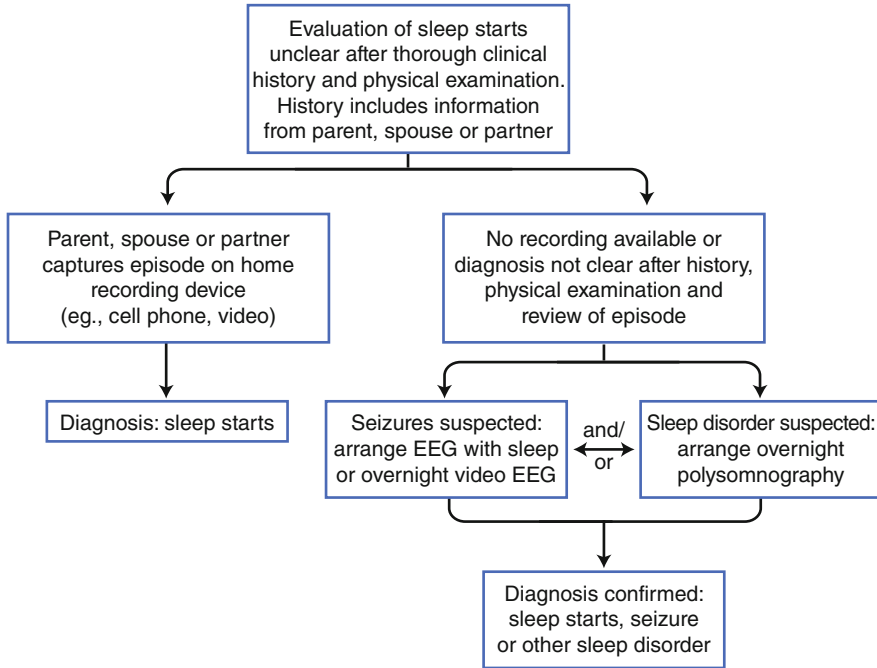 Evaluation of sleep starts
unclear after thorough clinical
history and physical examination.
History includes information
from parent, spouse or partner
Parent, spouse or partner
captures episode on home
recording device
(eg., cell phone, video)
No recording available or
diagnosis not clear after history,
physical examination and
review of episode
Diagnosis: sleep starts
Seizures suspected:
arrange EEG with sleep
or overnight video EEG
and/
or
Sleep disorder suspected:
arrange overnight
polysomnography
Diagnosis confirmed:
sleep starts, seizure
or other sleep disorder